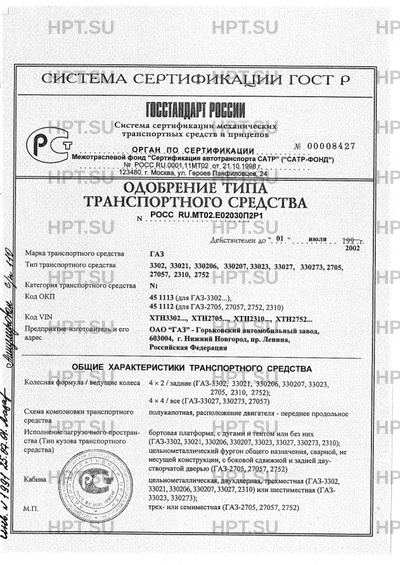 СИСТЕМА СЕРТИФИКАЦИИ ГОСТ Р
ГОССТАНДАРТ РОССИИ
Система сертификации механических
транспортных средств и прицепов
ОРГАН ПО СЕРТИФИКАЦИИ № 00008427
Межотраслевой фонд "Сертификация автотранспорта САТР" ("САТР-ФОНД")
№ РОСС RU.0001.11МТ02 от 21.10.1998 г.
123480, г. Москва, ул. Героев Панфиловцев, 24
ОДОБРЕНИЕ ТИПА
ТРАНСПОРТНОГО СРЕДСТВА
N РОСС RU.МТ02.Е02030П2Р1
Действителен до " 01 " июля 199 г.
2002
Марка транспортного средства ГАЗ
Тип транспортного средства 3302, 33021, 330206, 330207, 33023, 33027, 330273, 2705,
27057, 2310, 2752
Категория транспортного средства N1
Код ОКП 45 1113 (для ГАЗ-3302...),
45 1112 (для ГАЗ-2705, 27057, 2752, 2310)
Код VIN XTH3302..., XTH2705..., XTH2310..., XTH2752...
Предприятие-изготовитель и его адрес ОАО "ГАЗ" - Горьковский автомобильный завод,
603004, г. Нижний Новгород, пр. Ленина,
Российская Федерация
ОБЩИЕ ХАРАКТЕРИСТИКИ ТРАНСПОРТНОГО СРЕДСТВА
Колесная формула / ведущие колеса 4 × 2 / задние (ГАЗ-3302, 33021, 330206, 330207, 33023,
2705, 2310, 2752);
4 × 4 / все (ГАЗ-33027, 330273, 27057)
Схема компоновки транспортного средства полукапотная, расположение двигателя - переднее продольное
Исполнение загрузочного простран- бортовая платформа, с дугами и тентом или без них
ства (Тип кузова транспортного (ГАЗ-3302, 33021, 330206, 330207, 33023, 33027, 330273, 2310);
средства) цельнометаллический фургон общего назначения, сварной, не
несущей конструкции, с боковой сдвижной и задней дву-
створчатой дверью (ГАЗ-2705, 27057, 2752)
Кабина цельнометаллическая, двухдверная, трехместная (ГАЗ-3302,
33021, 330206, 330207, 33027, 2310) или шестиместная (ГАЗ-
33023, 330273);
М.П. трех- или семиместная (ГАЗ-2705, 27057, 2752)
HPT.SU